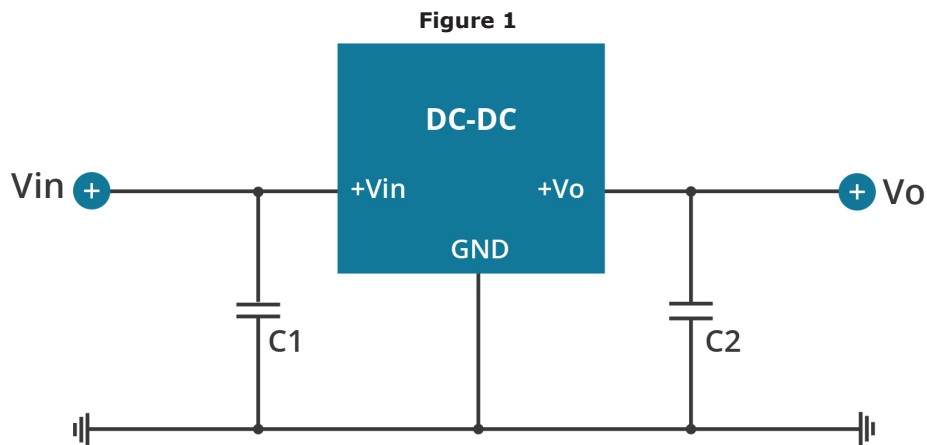 Figure 1
DC-DC
Vin + +Vin +Vo + Vo
GND
C1 C2